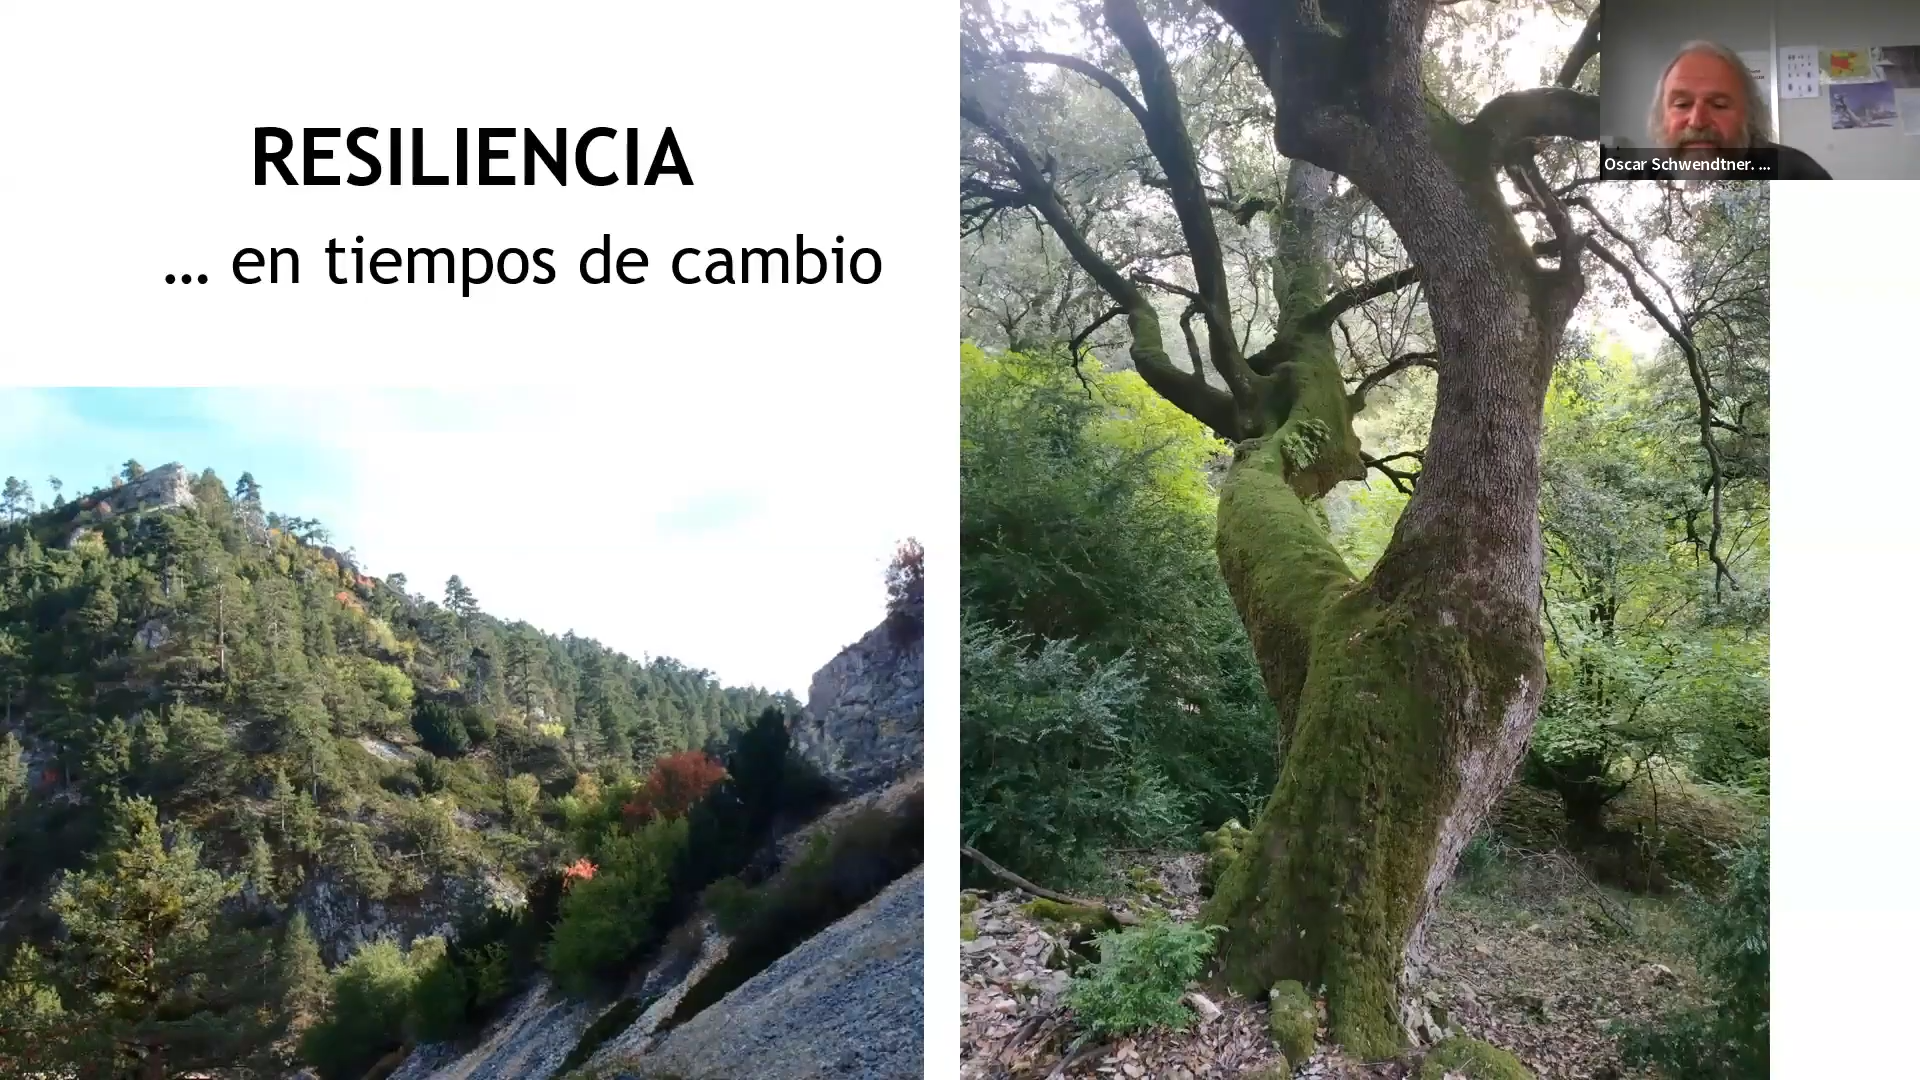 RESILIENCIA
... en tiempos de cambio
Oscar Schwendtner. ...